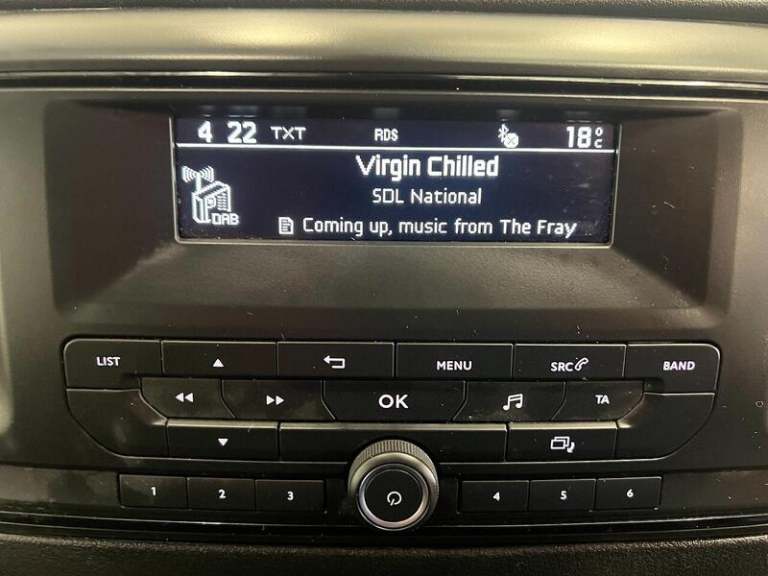 4 22 TXT RDS 18°C
Virgin Chilled
SDL National
DAB
Coming up, music from The Fray
LIST MENU SRC BAND
OK TA
1 2 3 4 5 6